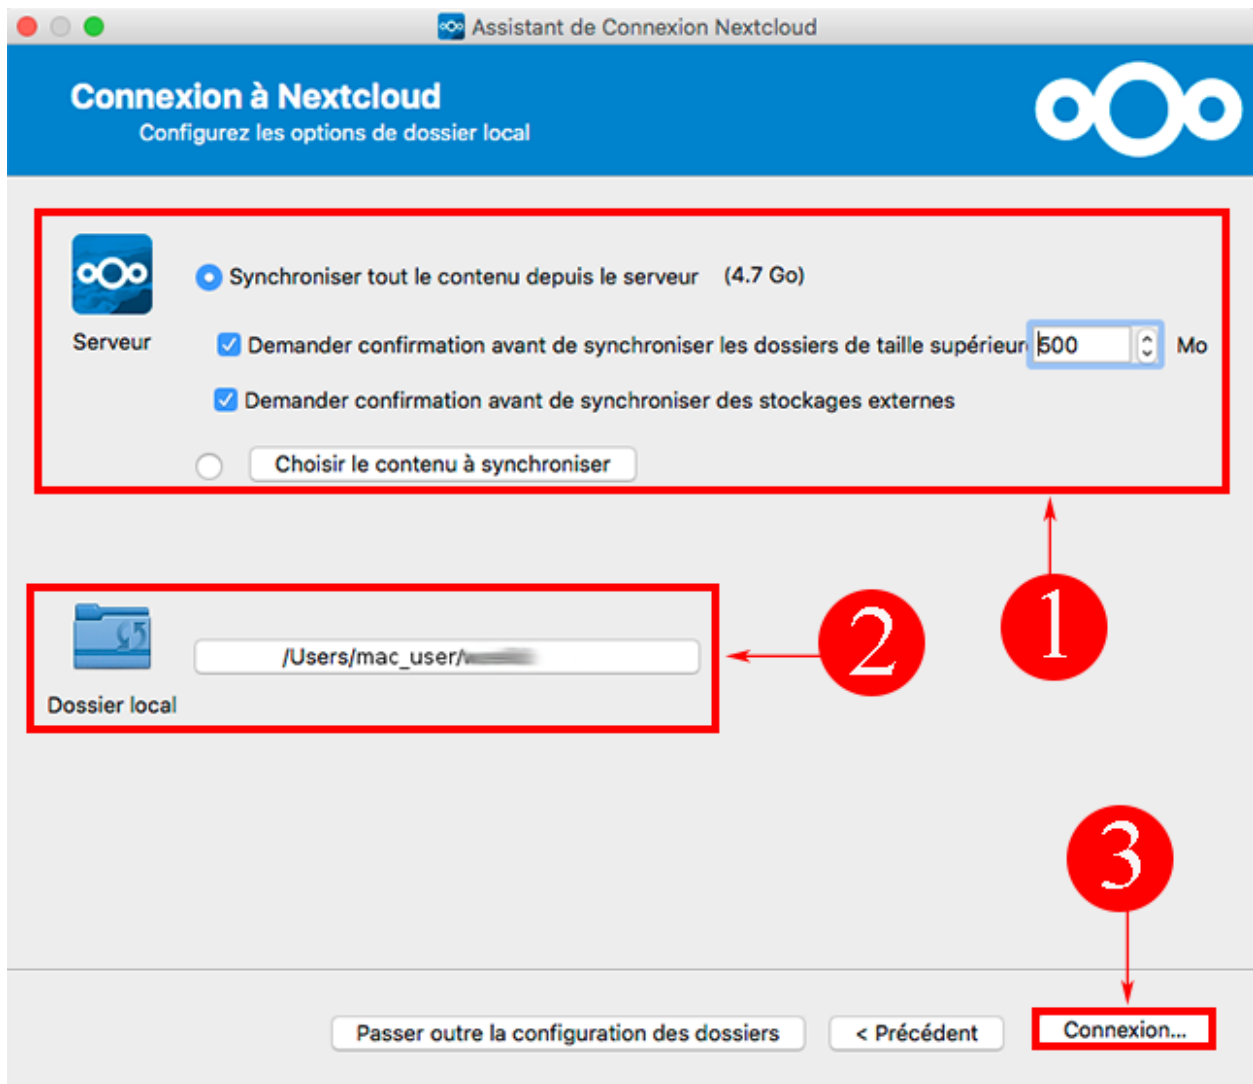 Assistant de Connexion Nextcloud
Connexion à Nextcloud
Configurez les options de dossier local
Synchroniser tout le contenu depuis le serveur (4.7 Go)
Serveur
Demander confirmation avant de synchroniser les dossiers de taille supérieur 500 Mo
Demander confirmation avant de synchroniser des stockages externes
Choisir le contenu à synchroniser
1
2
/Users/mac_user/
Dossier local
3
Passer outre la configuration des dossiers
< Précédent
Connexion...